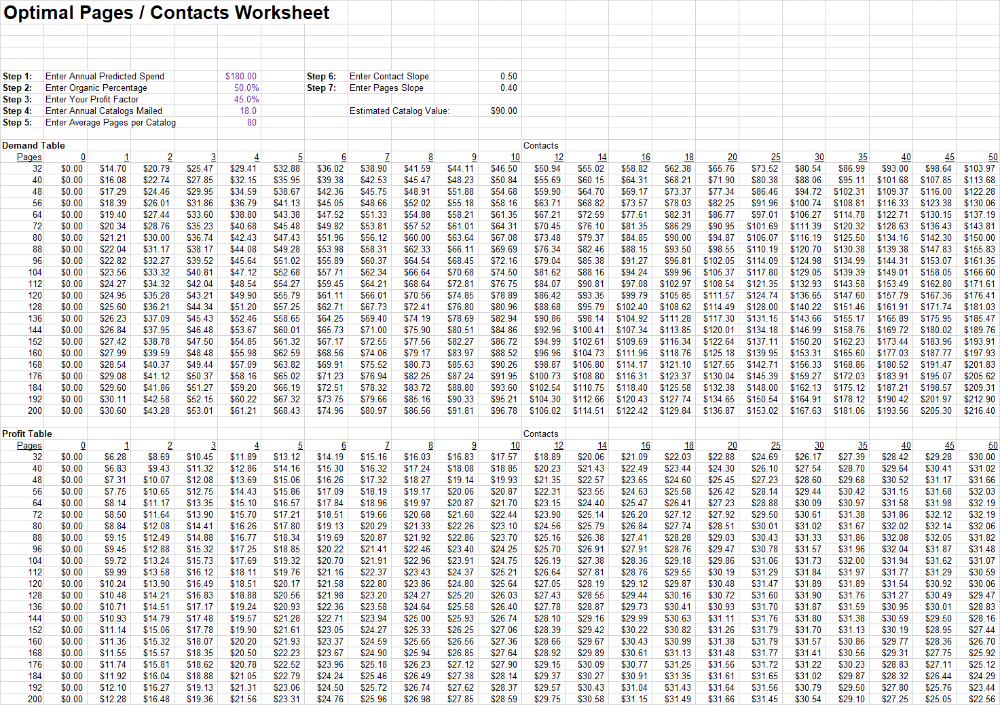 Optimal Pages / Contacts Worksheet
Step 1: Enter Annual Predicted Spend $180.00 Step 6: Enter Contact Slope 0.50
Step 2: Enter Organic Percentage 50.0% Step 7: Enter Pages Slope 0.40
Step 3: Enter Your Profit Factor 45.0%
Step 4: Enter Annual Catalogs Mailed 18.0 Estimated Catalog Value: $90.00
Step 5: Enter Average Pages per Catalog 80
Demand Table Contacts
Pages 0 1 2 3 4 5 6 7 8 9 10 12 14 16 18 20 25 30 35 40 45 50
32 $0.00 $14.70 $20.79 $25.47 $29.41 $32.88 $36.02 $38.90 $41.59 $44.11 $46.50 $50.94 $55.02 $58.82 $62.38 $65.76 $73.52 $80.54 $86.99 $93.00 $98.64 $103.97
40 $0.00 $16.08 $22.74 $27.85 $32.15 $35.95 $39.38 $42.53 $45.47 $48.23 $50.84 $55.69 $60.15 $64.31 $68.21 $71.90 $80.38 $88.06 $95.11 $101.68 $107.85 $113.68
48 $0.00 $17.29 $24.46 $29.95 $34.59 $38.67 $42.36 $45.75 $48.91 $51.88 $54.68 $59.90 $64.70 $69.17 $73.37 $77.34 $86.46 $94.72 $102.31 $109.37 $116.00 $122.28
56 $0.00 $18.39 $26.01 $31.86 $36.79 $41.13 $45.05 $48.66 $52.02 $55.18 $58.16 $63.71 $68.82 $73.57 $78.03 $82.25 $91.96 $100.74 $108.81 $116.33 $123.38 $130.06
64 $0.00 $19.40 $27.44 $33.60 $38.80 $43.38 $47.52 $51.33 $54.88 $58.21 $61.35 $67.21 $72.59 $77.61 $82.31 $86.77 $97.01 $106.27 $114.78 $122.71 $130.15 $137.19
72 $0.00 $20.34 $28.76 $35.23 $40.68 $45.48 $49.82 $53.81 $57.52 $61.01 $64.31 $70.45 $76.10 $81.35 $86.29 $90.95 $101.69 $111.39 $120.32 $128.63 $136.43 $143.81
80 $0.00 $21.21 $30.00 $36.74 $42.43 $47.43 $51.96 $56.12 $60.00 $63.64 $67.08 $73.48 $79.37 $84.85 $90.00 $94.87 $106.07 $116.19 $125.50 $134.16 $142.30 $150.00
88 $0.00 $22.04 $31.17 $38.17 $44.08 $49.28 $53.98 $58.31 $62.33 $66.11 $69.69 $76.34 $82.46 $88.15 $93.50 $98.55 $110.19 $120.70 $130.38 $139.38 $147.83 $155.83
96 $0.00 $22.82 $32.27 $39.52 $45.64 $51.02 $55.89 $60.37 $64.54 $68.45 $72.16 $79.04 $85.38 $91.27 $96.81 $102.05 $114.09 $124.98 $134.99 $144.31 $153.07 $161.35
104 $0.00 $23.56 $33.32 $40.81 $47.12 $52.68 $57.71 $62.34 $66.64 $70.68 $74.50 $81.62 $88.16 $94.24 $99.96 $105.37 $117.80 $129.05 $139.39 $149.01 $158.05 $166.60
112 $0.00 $24.27 $34.32 $42.04 $48.54 $54.27 $59.45 $64.21 $68.64 $72.81 $76.75 $84.07 $90.81 $97.08 $102.97 $108.54 $121.35 $132.93 $143.58 $153.49 $162.80 $171.61
120 $0.00 $24.95 $35.28 $43.21 $49.90 $55.79 $61.11 $66.01 $70.56 $74.85 $78.89 $86.42 $93.35 $99.79 $105.85 $111.57 $124.74 $136.65 $147.60 $157.79 $167.36 $176.41
128 $0.00 $25.60 $36.21 $44.34 $51.20 $57.25 $62.71 $67.73 $72.41 $76.80 $80.96 $88.68 $95.79 $102.40 $108.62 $114.49 $128.00 $140.22 $151.46 $161.91 $171.74 $181.03
136 $0.00 $26.23 $37.09 $45.43 $52.46 $58.65 $64.25 $69.40 $74.19 $78.69 $82.94 $90.86 $98.14 $104.92 $111.28 $117.30 $131.15 $143.66 $155.17 $165.89 $175.95 $185.47
144 $0.00 $26.84 $37.95 $46.48 $53.67 $60.01 $65.73 $71.00 $75.90 $80.51 $84.86 $92.96 $100.41 $107.34 $113.85 $120.01 $134.18 $146.99 $158.76 $169.72 $180.02 $189.76
152 $0.00 $27.42 $38.78 $47.50 $54.85 $61.32 $67.17 $72.55 $77.56 $82.27 $86.72 $94.99 $102.61 $109.69 $116.34 $122.64 $137.11 $150.20 $162.23 $173.44 $183.96 $193.91
160 $0.00 $27.99 $39.59 $48.48 $55.98 $62.59 $68.56 $74.06 $79.17 $83.97 $88.52 $96.96 $104.73 $111.96 $118.76 $125.18 $139.95 $153.31 $165.60 $177.03 $187.77 $197.93
168 $0.00 $28.54 $40.37 $49.44 $57.09 $63.82 $69.91 $75.52 $80.73 $85.63 $90.26 $98.87 $106.80 $114.17 $121.10 $127.65 $142.71 $156.33 $168.86 $180.52 $191.47 $201.83
176 $0.00 $29.08 $41.12 $50.37 $58.16 $65.02 $71.23 $76.94 $82.25 $87.24 $91.95 $100.73 $108.80 $116.31 $123.37 $130.04 $145.39 $159.27 $172.03 $183.91 $195.07 $205.62
184 $0.00 $29.60 $41.86 $51.27 $59.20 $66.19 $72.51 $78.32 $83.72 $88.80 $93.60 $102.54 $110.75 $118.40 $125.58 $132.38 $148.00 $162.13 $175.12 $187.21 $198.57 $209.31
192 $0.00 $30.11 $42.58 $52.15 $60.22 $67.32 $73.75 $79.66 $85.16 $90.33 $95.21 $104.30 $112.66 $120.43 $127.74 $134.65 $150.54 $164.91 $178.12 $190.42 $201.97 $212.90
200 $0.00 $30.60 $43.28 $53.01 $61.21 $68.43 $74.96 $80.97 $86.56 $91.81 $96.78 $106.02 $114.51 $122.42 $129.84 $136.87 $153.02 $167.63 $181.06 $193.56 $205.30 $216.40
Profit Table Contacts
Pages 0 1 2 3 4 5 6 7 8 9 10 12 14 16 18 20 25 30 35 40 45 50
32 $0.00 $6.28 $8.69 $10.45 $11.89 $13.12 $14.19 $15.16 $16.03 $16.83 $17.57 $18.89 $20.06 $21.09 $22.03 $22.88 $24.69 $26.17 $27.39 $28.42 $29.28 $30.00
40 $0.00 $6.83 $9.43 $11.32 $12.86 $14.16 $15.30 $16.32 $17.24 $18.08 $18.85 $20.23 $21.43 $22.49 $23.44 $24.30 $26.10 $27.54 $28.70 $29.64 $30.41 $31.02
48 $0.00 $7.31 $10.07 $12.08 $13.69 $15.06 $16.26 $17.32 $18.27 $19.14 $19.93 $21.35 $22.57 $23.65 $24.60 $25.45 $27.23 $28.60 $29.68 $30.52 $31.17 $31.66
56 $0.00 $7.75 $10.65 $12.75 $14.43 $15.86 $17.09 $18.19 $19.17 $20.06 $20.87 $22.31 $23.55 $24.63 $25.58 $26.42 $28.14 $29.44 $30.42 $31.15 $31.68 $32.03
64 $0.00 $8.14 $11.17 $13.35 $15.10 $16.57 $17.84 $18.96 $19.97 $20.87 $21.70 $23.15 $24.40 $25.47 $26.41 $27.23 $28.88 $30.09 $30.97 $31.58 $31.98 $32.19
72 $0.00 $8.50 $11.64 $13.90 $15.70 $17.21 $18.51 $19.66 $20.68 $21.60 $22.44 $23.90 $25.14 $26.20 $27.12 $27.92 $29.50 $30.61 $31.38 $31.86 $32.12 $32.19
80 $0.00 $8.84 $12.08 $14.41 $16.26 $17.80 $19.13 $20.29 $21.33 $22.26 $23.10 $24.56 $25.79 $26.84 $27.74 $28.51 $30.01 $31.02 $31.67 $32.02 $32.14 $32.06
88 $0.00 $9.15 $12.49 $14.88 $16.77 $18.34 $19.69 $20.87 $21.92 $22.86 $23.70 $25.16 $26.38 $27.41 $28.28 $29.03 $30.43 $31.33 $31.86 $32.08 $32.05 $31.82
96 $0.00 $9.45 $12.88 $15.32 $17.25 $18.85 $20.22 $21.41 $22.46 $23.40 $24.25 $25.70 $26.91 $27.91 $28.76 $29.47 $30.78 $31.57 $31.96 $32.04 $31.87 $31.48
104 $0.00 $9.72 $13.24 $15.73 $17.69 $19.32 $20.70 $21.91 $22.96 $23.91 $24.75 $26.19 $27.38 $28.36 $29.18 $29.86 $31.06 $31.73 $32.00 $31.94 $31.62 $31.07
112 $0.00 $9.99 $13.58 $16.12 $18.11 $19.76 $21.16 $22.37 $23.43 $24.37 $25.21 $26.64 $27.81 $28.76 $29.55 $30.19 $31.29 $31.84 $31.97 $31.77 $31.29 $30.59
120 $0.00 $10.24 $13.90 $16.49 $18.51 $20.17 $21.58 $22.80 $23.86 $24.80 $25.64 $27.05 $28.19 $29.12 $29.87 $30.48 $31.47 $31.89 $31.89 $31.54 $30.92 $30.06
128 $0.00 $10.48 $14.21 $16.83 $18.88 $20.56 $21.98 $23.20 $24.27 $25.20 $26.03 $27.43 $28.55 $29.44 $30.16 $30.72 $31.60 $31.90 $31.76 $31.27 $30.49 $29.47
136 $0.00 $10.71 $14.51 $17.17 $19.24 $20.93 $22.36 $23.58 $24.64 $25.58 $26.40 $27.78 $28.87 $29.73 $30.41 $30.93 $31.70 $31.87 $31.59 $30.95 $30.01 $28.83
144 $0.00 $10.93 $14.79 $17.48 $19.57 $21.28 $22.71 $23.94 $25.00 $25.93 $26.74 $28.10 $29.16 $29.99 $30.63 $31.11 $31.76 $31.80 $31.38 $30.59 $29.50 $28.16
152 $0.00 $11.14 $15.06 $17.78 $19.90 $21.61 $23.05 $24.27 $25.33 $26.25 $27.06 $28.39 $29.42 $30.22 $30.82 $31.26 $31.79 $31.70 $31.13 $30.19 $28.95 $27.44
160 $0.00 $11.35 $15.32 $18.07 $20.20 $21.93 $23.37 $24.59 $25.65 $26.56 $27.36 $28.66 $29.67 $30.43 $30.99 $31.38 $31.79 $31.57 $30.86 $29.77 $28.36 $26.70
168 $0.00 $11.55 $15.57 $18.35 $20.50 $22.23 $23.67 $24.90 $25.94 $26.85 $27.64 $28.92 $29.89 $30.61 $31.13 $31.48 $31.77 $31.41 $30.56 $29.31 $27.75 $25.92
176 $0.00 $11.74 $15.81 $18.62 $20.78 $22.52 $23.96 $25.18 $26.23 $27.12 $27.90 $29.15 $30.09 $30.77 $31.25 $31.56 $31.72 $31.22 $30.23 $28.83 $27.11 $25.12
184 $0.00 $11.92 $16.04 $18.88 $21.05 $22.79 $24.24 $25.46 $26.49 $27.38 $28.14 $29.37 $30.27 $30.91 $31.35 $31.61 $31.65 $31.02 $29.87 $28.32 $26.44 $24.29
192 $0.00 $12.10 $16.27 $19.13 $21.31 $23.06 $24.50 $25.72 $26.74 $27.62 $28.37 $29.57 $30.43 $31.04 $31.43 $31.64 $31.56 $30.79 $29.50 $27.80 $25.76 $23.44
200 $0.00 $12.28 $16.48 $19.36 $21.56 $23.31 $24.76 $25.96 $26.98 $27.85 $28.59 $29.75 $30.58 $31.15 $31.49 $31.66 $31.45 $30.54 $29.10 $27.25 $25.05 $22.56